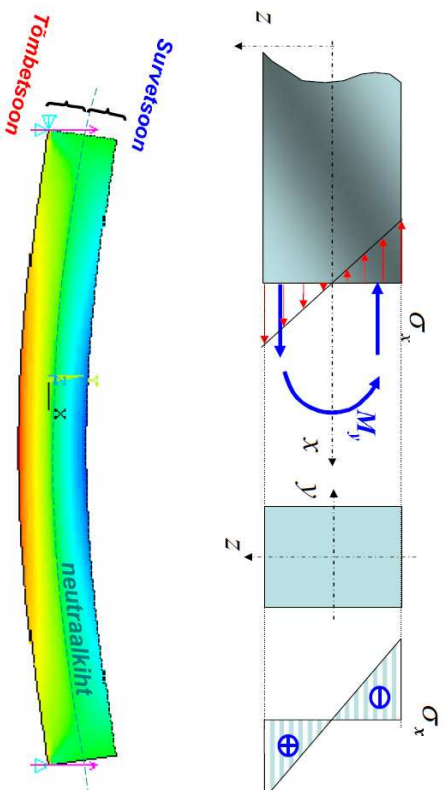 z
σx
My
x
y
z
σx
Survetsoon
Tõmbetsoon
X
neutraalkiht